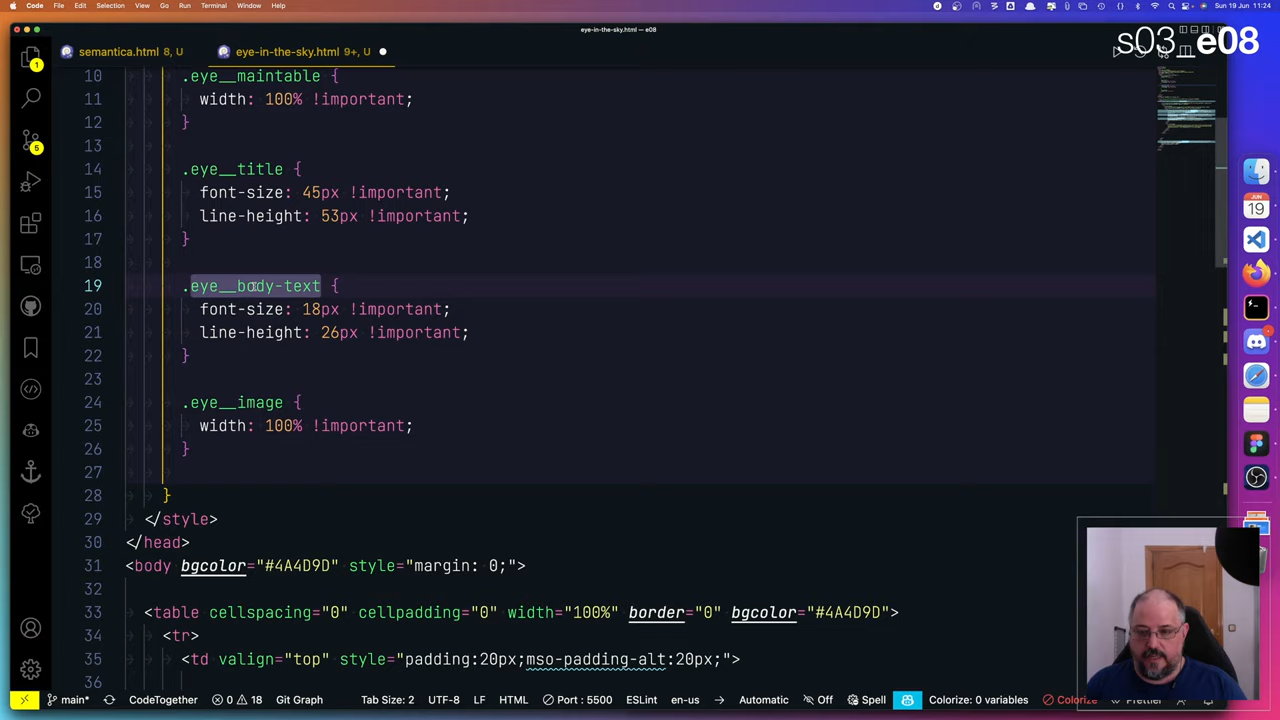 Code File Edit Selection View Go Run Terminal Window Help
Sun 19 Jun 11:24
eye-in-the-sky.html — e08
s03_e08
semantica.html 8, U
eye-in-the-sky.html 9+, U
10 .eye__maintable {
11 width: 100% !important;
12 }
13
14 .eye__title {
15 font-size: 45px !important;
16 line-height: 53px !important;
17 }
18
19 .eye__body-text {
20 font-size: 18px !important;
21 line-height: 26px !important;
22 }
23
24 .eye__image {
25 width: 100% !important;
26 }
27
28 }
29 </style>
30 </head>
31 <body bgcolor="#4A4D9D" style="margin: 0;">
32
33 <table cellspacing="0" cellpadding="0" width="100%" border="0" bgcolor="#4A4D9D">
34 <tr>
35 <td valign="top" style="padding:20px;mso-padding-alt:20px;">
36
1
5
JUN
19
main* CodeTogether 0 18 Git Graph Tab Size: 2 UTF-8 LF HTML Port : 5500 ESLint en-us Automatic Off Spell Colorize: 0 variables Colorize Prettier